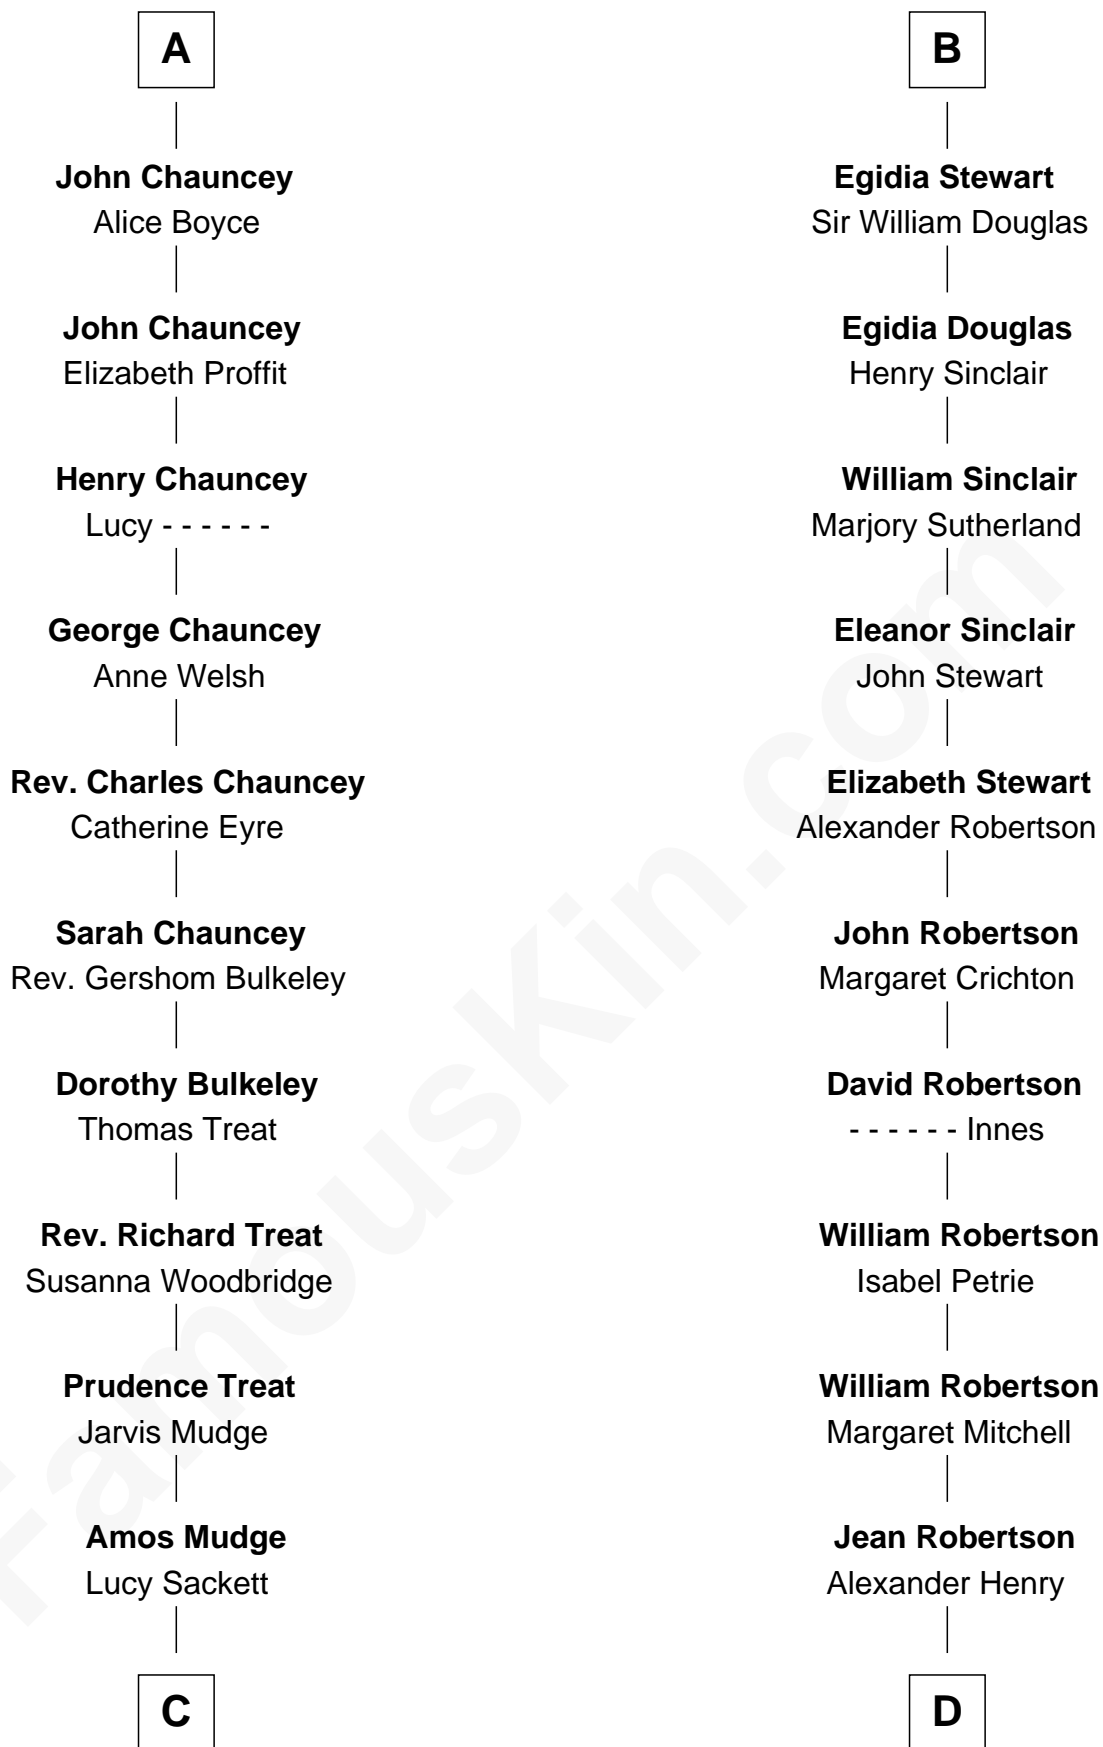 A
John Chauncey
Alice Boyce
John Chauncey
Elizabeth Proffit
Henry Chauncey
Lucy - - - - - -
George Chauncey
Anne Welsh
Rev. Charles Chauncey
Catherine Eyre
Sarah Chauncey
Rev. Gershom Bulkeley
Dorothy Bulkeley
Thomas Treat
Rev. Richard Treat
Susanna Woodbridge
Prudence Treat
Jarvis Mudge
Amos Mudge
Lucy Sackett
C
B
Egidia Stewart
Sir William Douglas
Egidia Douglas
Henry Sinclair
William Sinclair
Marjory Sutherland
Eleanor Sinclair
John Stewart
Elizabeth Stewart
Alexander Robertson
John Robertson
Margaret Crichton
David Robertson
- - - - - - Innes
William Robertson
Isabel Petrie
William Robertson
Margaret Mitchell
Jean Robertson
Alexander Henry
D
FamousKin.com